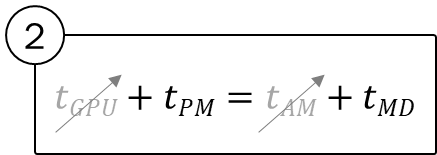 2
t_GPU + t_PM = t_AM + t_MD